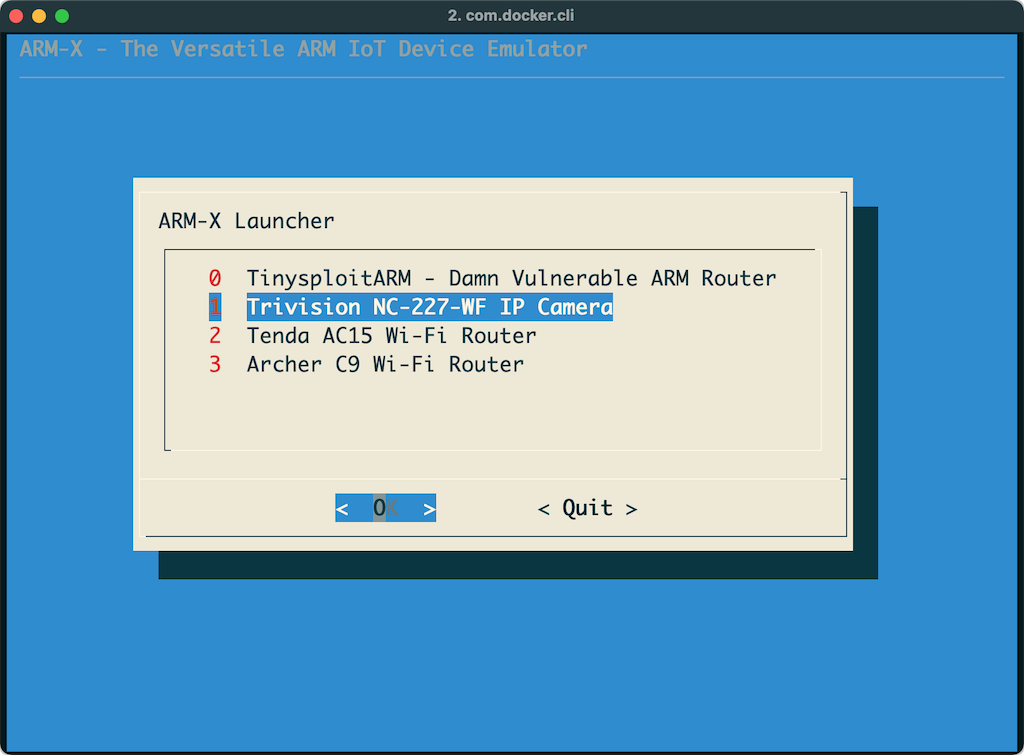 2. com.docker.cli
ARM-X - The Versatile ARM IoT Device Emulator
ARM-X Launcher
0 TinysploitARM - Damn Vulnerable ARM Router
1 Trivision NC-227-WF IP Camera
2 Tenda AC15 Wi-Fi Router
3 Archer C9 Wi-Fi Router
< OK > < Quit >